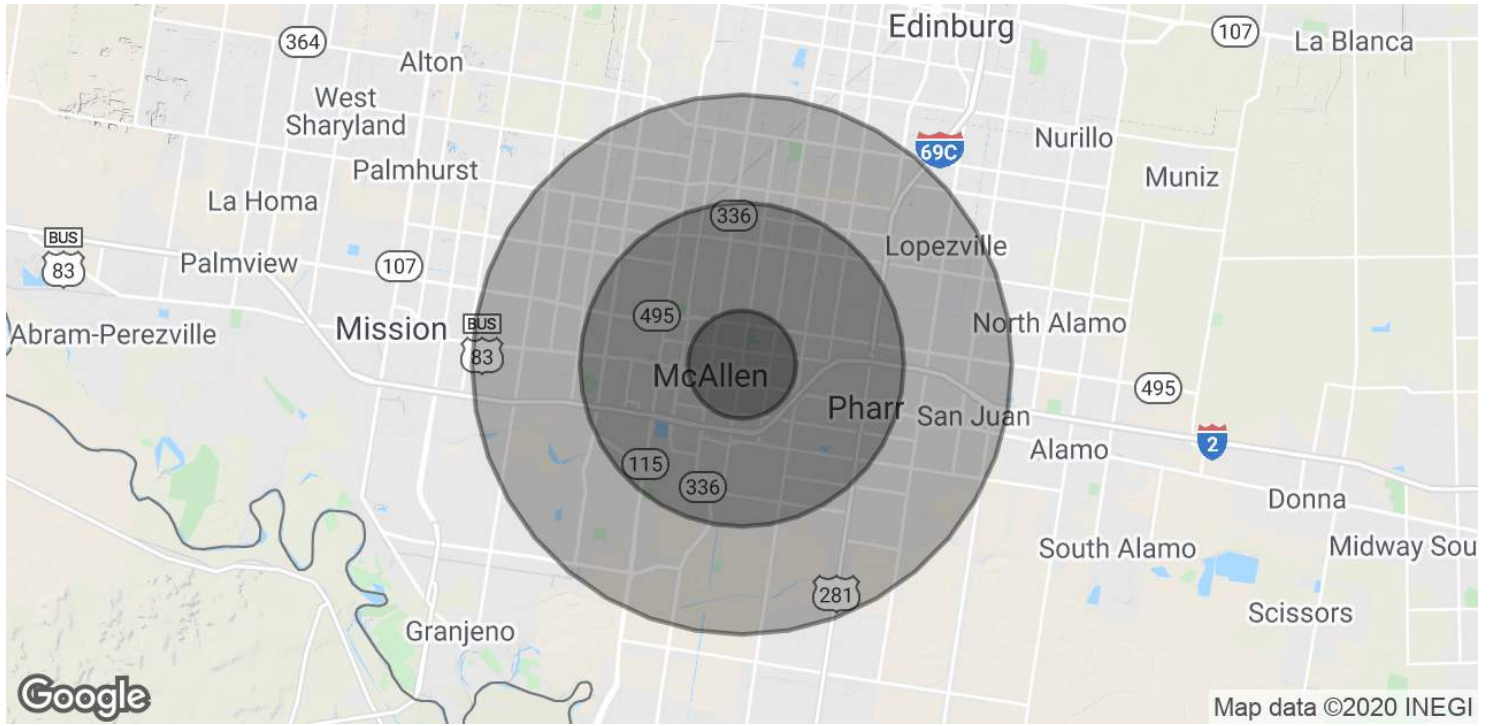 Edinburg
107
La Blanca
364
Alton
West
Sharyland
69C
Nurillo
Palmhurst
Muniz
La Homa
336
Lopezville
BUS
83
Palmview
107
Abram-Perezville
Mission
BUS
83
495
North Alamo
McAllen
Pharr
San Juan
495
2
Alamo
115
336
Donna
South Alamo
Midway Sou
281
Scissors
Granjeno
Google
Map data ©2020 INEGI